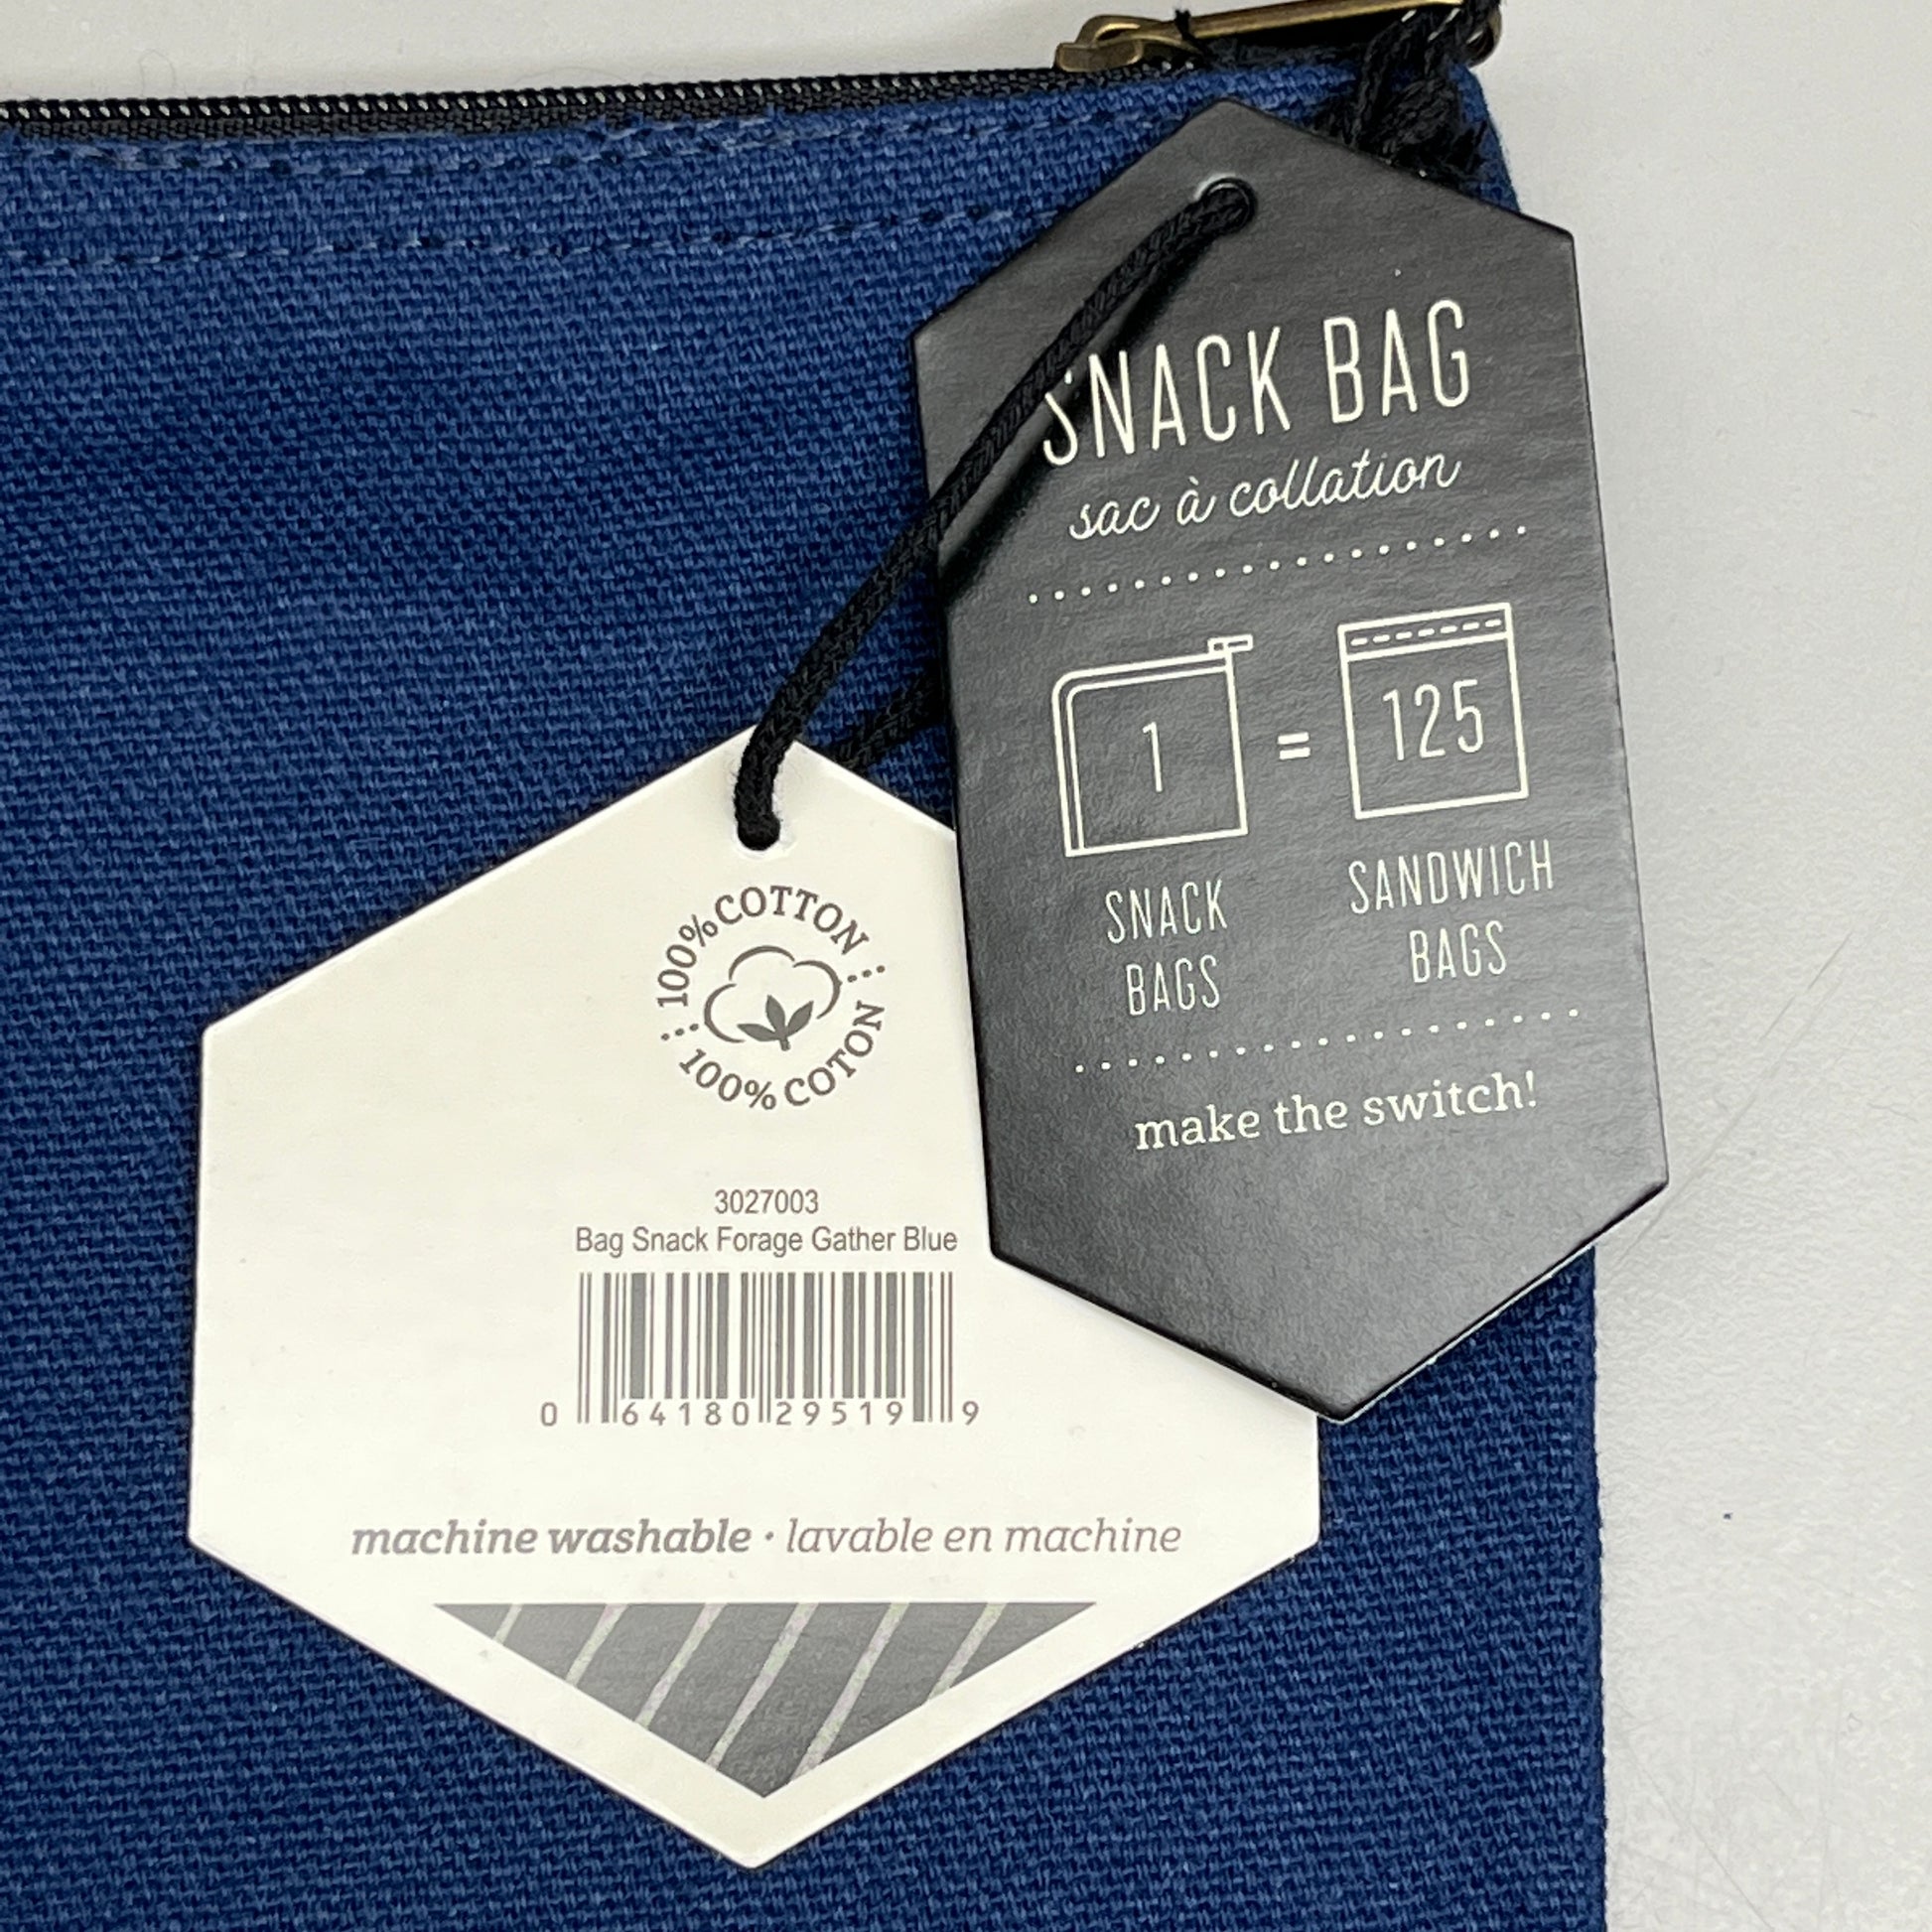 SNACK BAG
sac à collation
1 = 125
SNACK
BAGS
SANDWICH
BAGS
make the switch!
100% COTTON
100% COTON
3027003
Bag Snack Forage Gather Blue
0 64180 29519 9
machine washable · lavable en machine